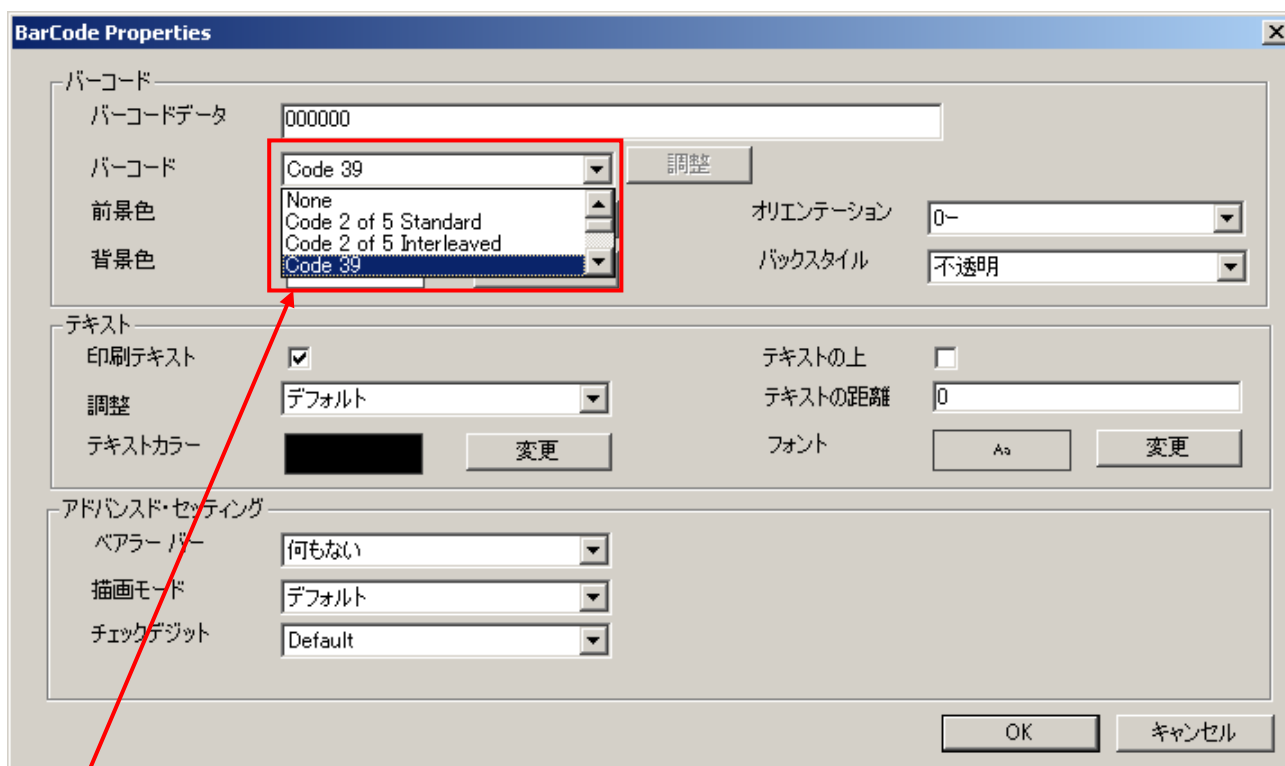 BarCode Properties
バーコード
バーコードデータ 000000
バーコード Code 39 調整
None
Code 2 of 5 Standard
Code 2 of 5 Interleaved
Code 39
前景色 オリエンテーション 0~
背景色 バックスタイル 不透明
テキスト
印刷テキスト テキストの上
調整 デフォルト テキストの距離 0
テキストカラー 変更 フォント Aa 変更
アドバンスド・セッティング
ベアラー バー 何もない
描画モード デフォルト
チェックデジット Default
OK キャンセル